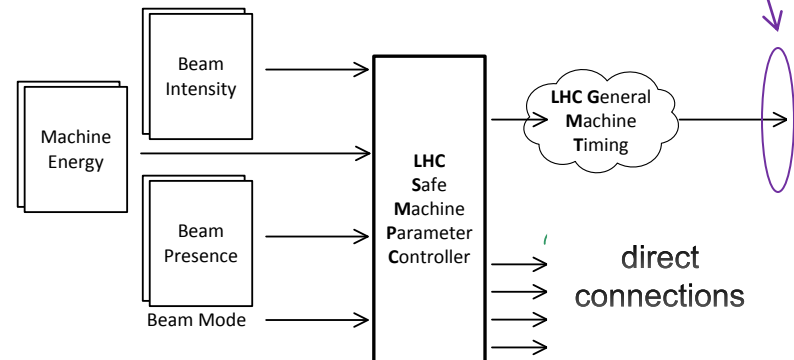 Beam
Intensity
Machine
Energy
Beam
Presence
Beam Mode
LHC
Safe
Machine
Parameter
Controller
LHC General
Machine
Timing
direct
connections